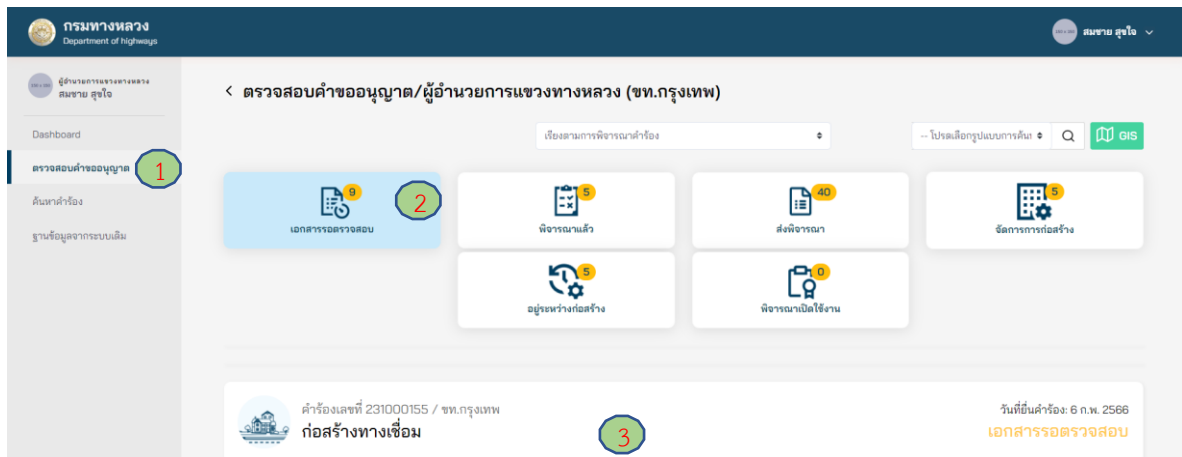 กรมทางหลวง
Department of highways
สมชาย สุขใจ
ผู้อำนวยการแขวงทางหลวง
สมชาย สุขใจ
Dashboard
ตรวจสอบคำขออนุญาต
1
ค้นหาคำร้อง
ฐานข้อมูลจากระบบเดิม
ตรวจสอบคำขออนุญาต/ผู้อำนวยการแขวงทางหลวง (ขท.กรุงเทพ)
เรียงตามการพิจารณาคำร้อง
-- โปรดเลือกรูปแบบการค้น
GIS
9
2
เอกสารรอตรวจสอบ
5
พิจารณาแล้ว
40
ส่งพิจารณา
5
จัดการการก่อสร้าง
5
อยู่ระหว่างก่อสร้าง
0
พิจารณาเปิดใช้งาน
คำร้องเลขที่ 231000155 / ขท.กรุงเทพ
ก่อสร้างทางเชื่อม
3
วันที่ยื่นคำร้อง: 6 ก.พ. 2566
เอกสารรอตรวจสอบ